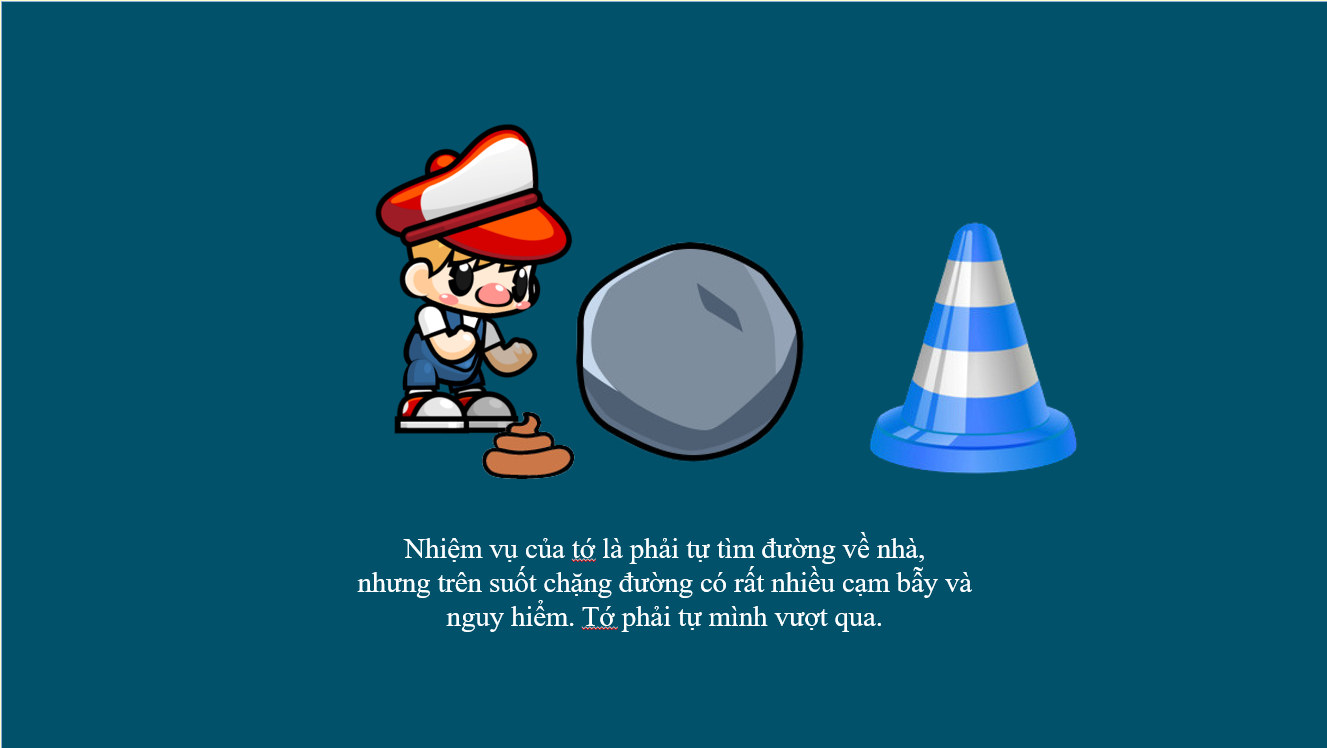 Nhiệm vụ của tớ là phải tự tìm đường về nhà,
nhưng trên suốt chặng đường có rất nhiều cạm bẫy và
nguy hiểm. Tớ phải tự mình vượt qua.